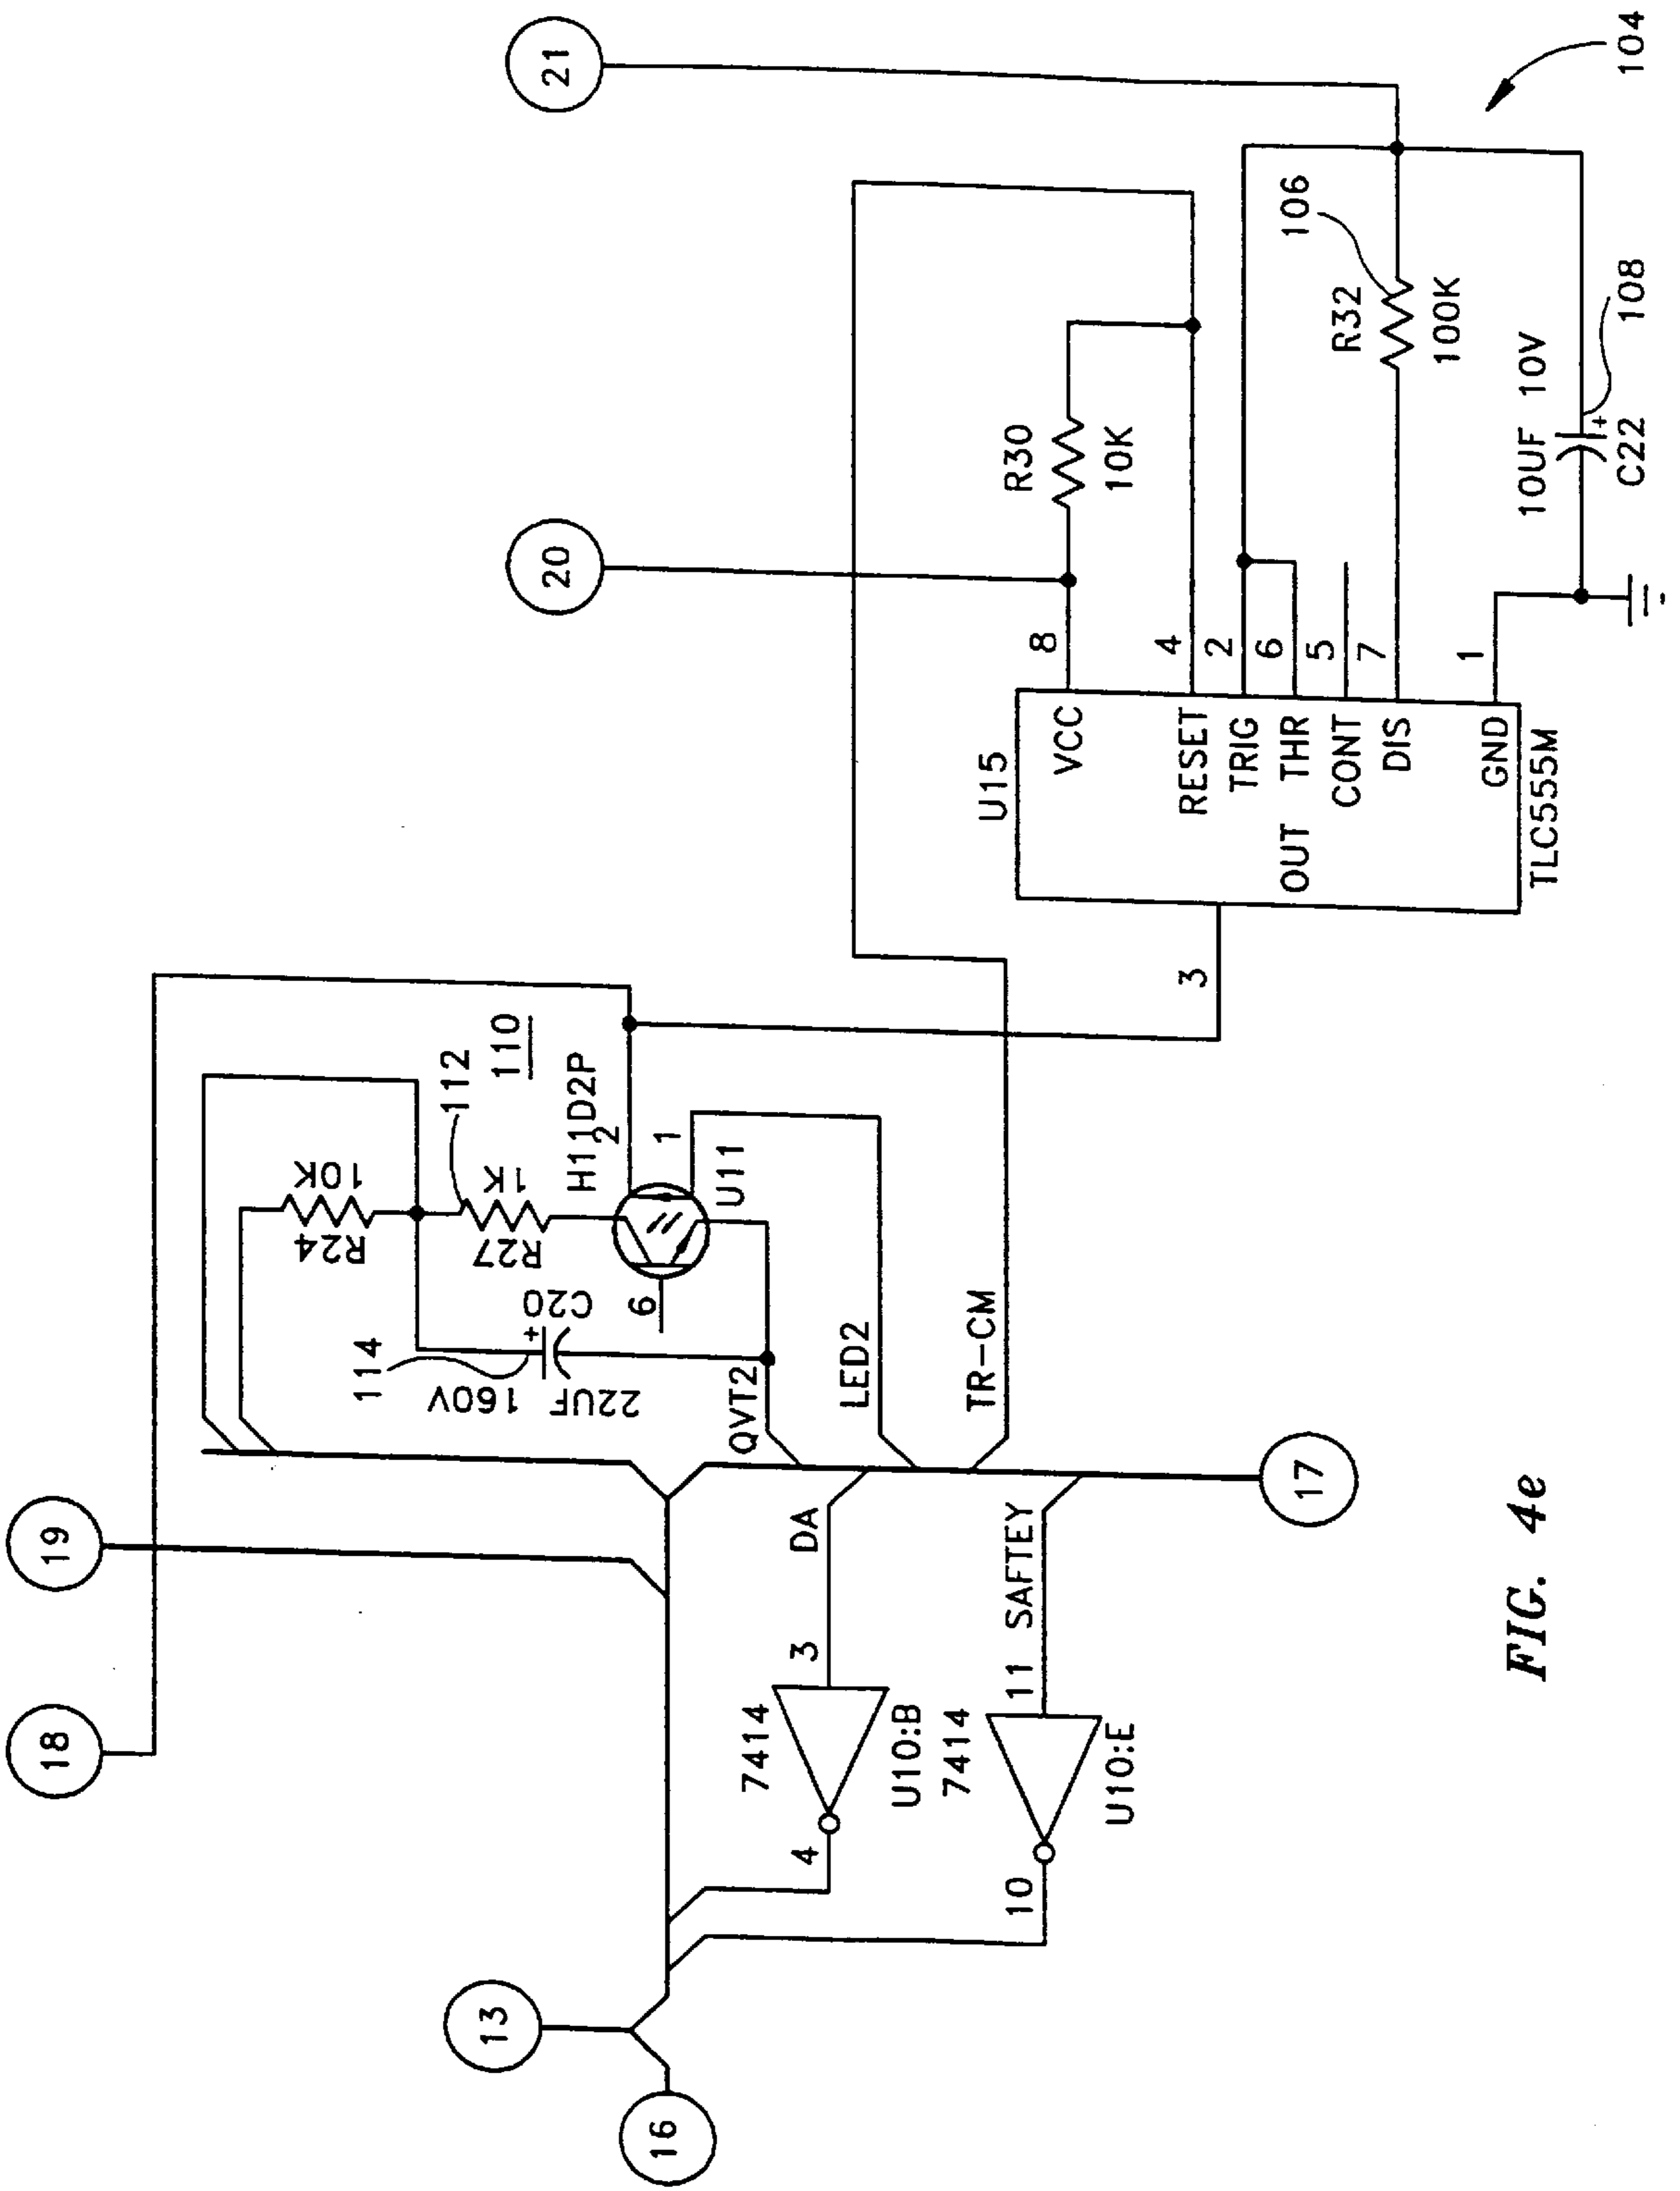 18
19
20
21
13
16
17
R24
10K
112
110
R27
1K
H11D2P
2
1
U11
6
C20
+
114
160V
22UF
QVT2
LED2
TR-CM
DA
3
7414
U10:B
4
11 SAFTEY
7414
U10:E
10
3
U15
VCC
RESET
TRIG
OUT THR
CONT
DIS
GND
TLC555M
8
4
2
6
5
7
1
R30
10K
106
R32
100K
10UF 10V
+
C22
108
104
FIG. 4e